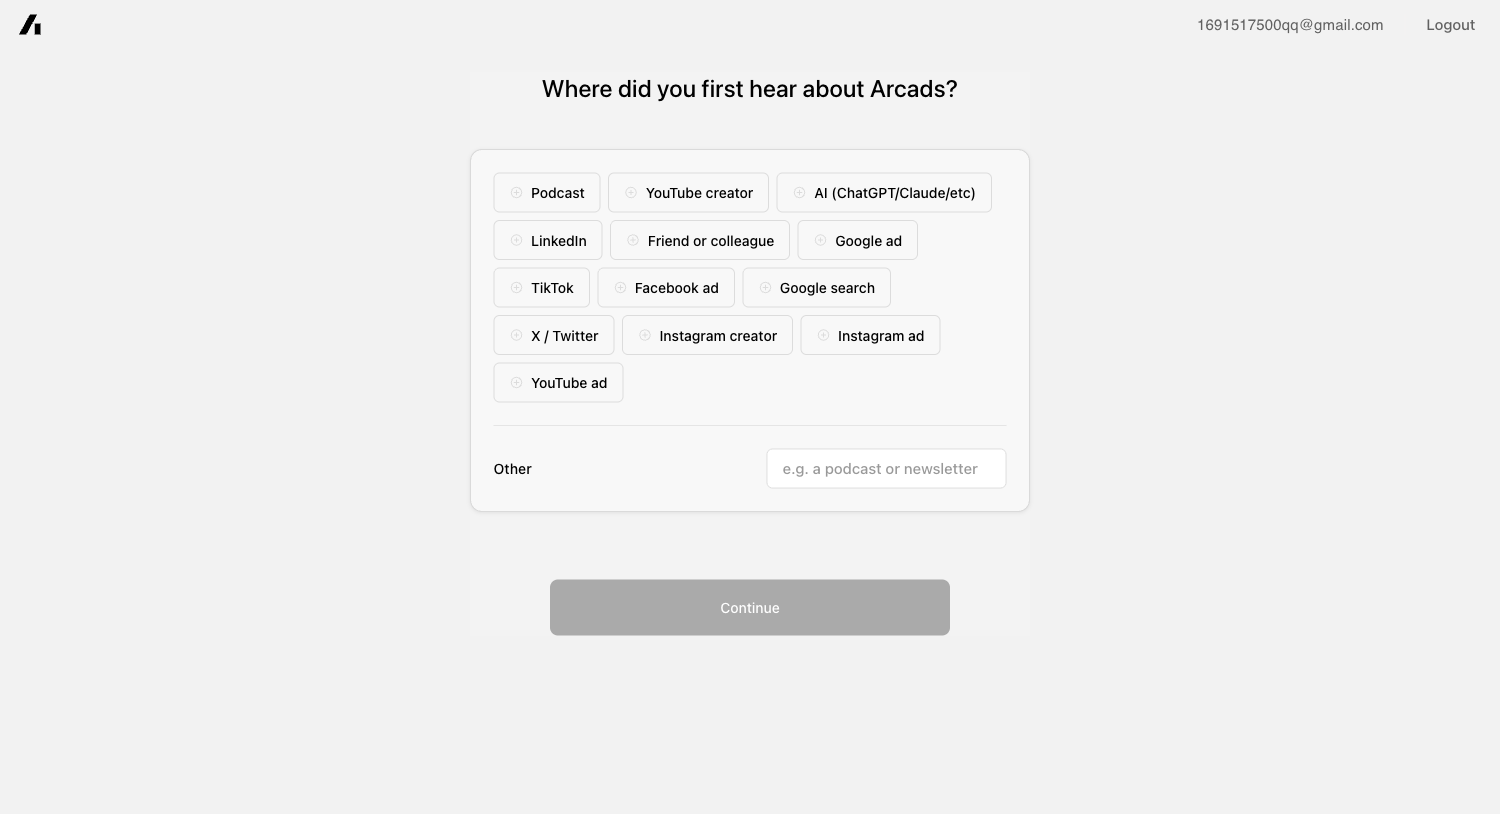 1691517500qq@gmail.com Logout
Where did you first hear about Arcads?
Podcast YouTube creator AI (ChatGPT/Claude/etc)
LinkedIn Friend or colleague Google ad
TikTok Facebook ad Google search
X / Twitter Instagram creator Instagram ad
YouTube ad
Other e.g. a podcast or newsletter
Continue